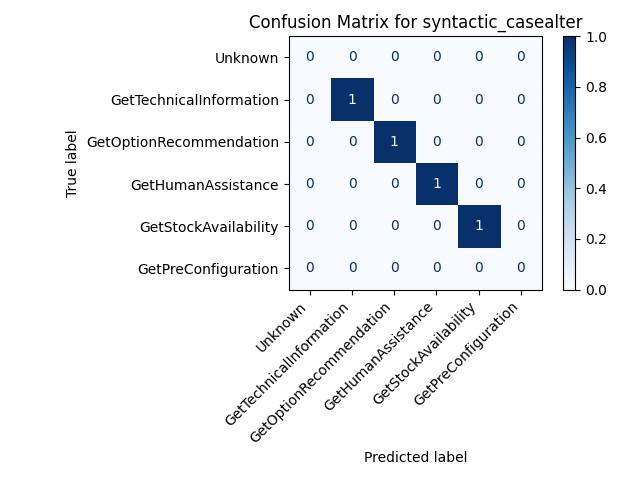 Confusion Matrix for syntactic_casealter
True label
Unknown 0 0 0 0 0 0
GetTechnicalInformation 0 1 0 0 0 0
GetOptionRecommendation 0 0 1 0 0 0
GetHumanAssistance 0 0 0 1 0 0
GetStockAvailability 0 0 0 0 1 0
GetPreConfiguration 0 0 0 0 0 0
Unknown
GetTechnicalInformation
GetOptionRecommendation
GetHumanAssistance
GetStockAvailability
GetPreConfiguration
Predicted label
1.0
0.8
0.6
0.4
0.2
0.0